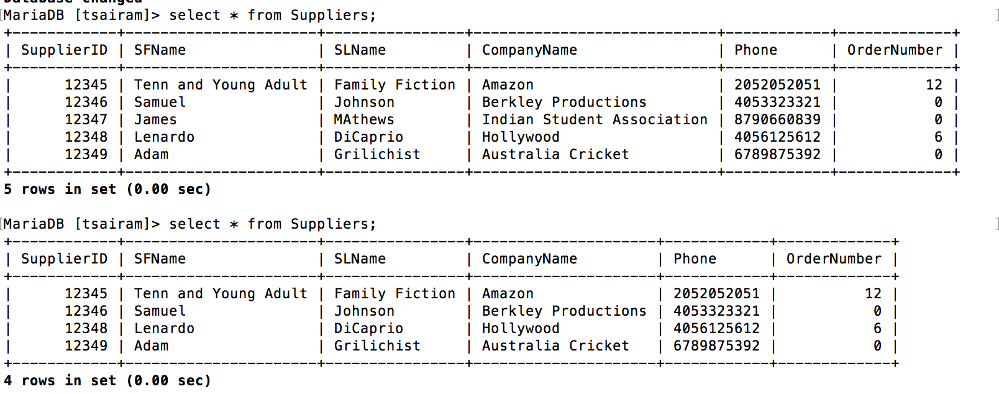 Database changed
MariaDB [tsairam]> select * from Suppliers;
+------------+----------------------+----------------+----------------------------+------------+-------------+
| SupplierID | SFName               | SLName         | CompanyName                | Phone      | OrderNumber |
+------------+----------------------+----------------+----------------------------+------------+-------------+
|      12345 | Tenn and Young Adult | Family Fiction | Amazon                     | 2052052051 |          12 |
|      12346 | Samuel               | Johnson        | Berkley Productions        | 4053323321 |           0 |
|      12347 | James                | MAthews        | Indian Student Association | 8790660839 |           0 |
|      12348 | Lenardo              | DiCaprio       | Hollywood                  | 4056125612 |           6 |
|      12349 | Adam                 | Grilichist     | Australia Cricket          | 6789875392 |           0 |
+------------+----------------------+----------------+----------------------------+------------+-------------+
5 rows in set (0.00 sec)
MariaDB [tsairam]> select * from Suppliers;
+------------+----------------------+----------------+---------------------+------------+-------------+
| SupplierID | SFName               | SLName         | CompanyName         | Phone      | OrderNumber |
+------------+----------------------+----------------+---------------------+------------+-------------+
|      12345 | Tenn and Young Adult | Family Fiction | Amazon              | 2052052051 |          12 |
|      12346 | Samuel               | Johnson        | Berkley Productions | 4053323321 |           0 |
|      12348 | Lenardo              | DiCaprio       | Hollywood           | 4056125612 |           6 |
|      12349 | Adam                 | Grilichist     | Australia Cricket   | 6789875392 |           0 |
+------------+----------------------+----------------+---------------------+------------+-------------+
4 rows in set (0.00 sec)